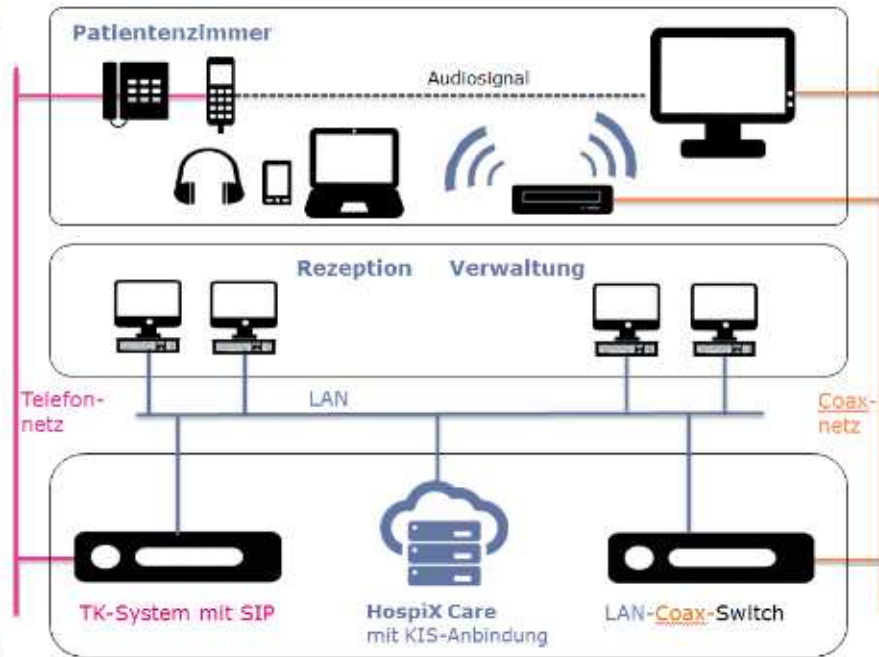 Patientenzimmer
Audiosignal
Rezeption Verwaltung
Telefon-
netz
LAN
Coax-
netz
TK-System mit SIP
HospiX Care
mit KIS-Anbindung
LAN-Coax-Switch